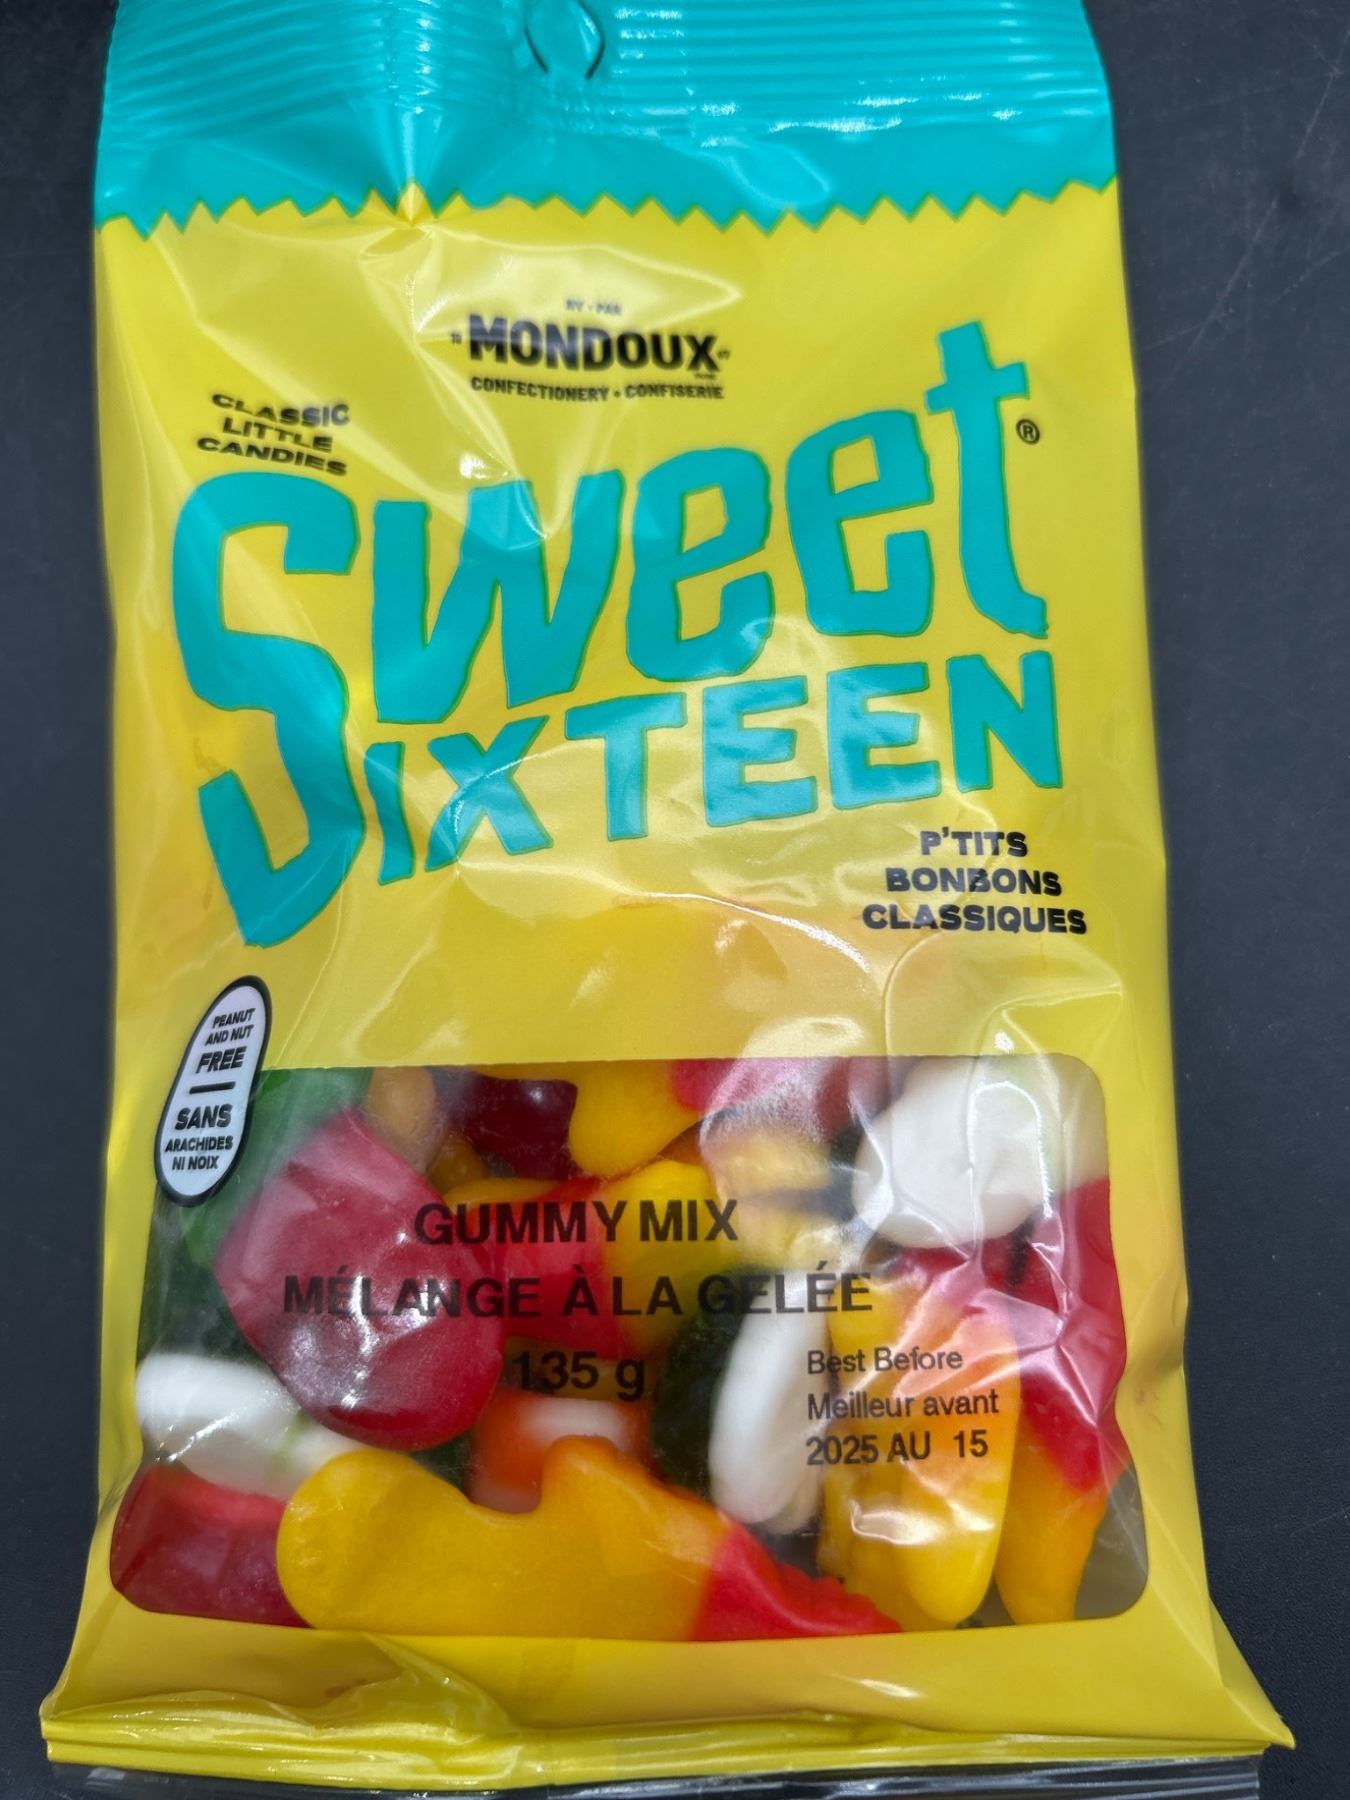 BY - PAR
MONDOUX
CONFECTIONERY • CONFISERIE
CLASSIC
LITTLE
CANDIES
Sweet®
SIXTEEN
P'TITS
BONBONS
CLASSIQUES
PEANUT
AND NUT
FREE
SANS
ARACHIDES
NI NOIX
GUMMY MIX
MÉLANGE À LA GELÉE
135 g
Best Before
Meilleur avant
2025 AU 15